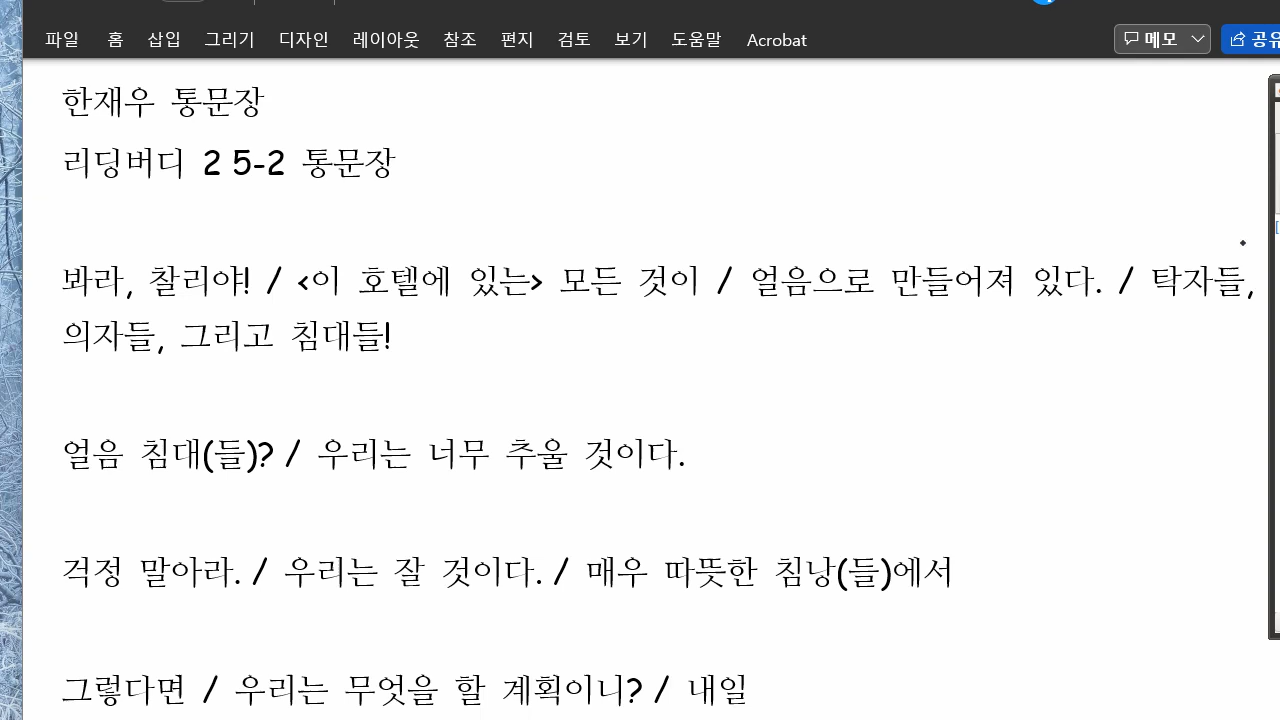 파일 홈 삽입 그리기 디자인 레이아웃 참조 편지 검토 보기 도움말 Acrobat 메모 공유
한재우 통문장
리딩버디 2 5-2 통문장
봐라, 찰리야! / <이 호텔에 있는> 모든 것이 / 얼음으로 만들어져 있다. / 탁자들,
의자들, 그리고 침대들!
얼음 침대(들)? / 우리는 너무 추울 것이다.
걱정 말아라. / 우리는 잘 것이다. / 매우 따뜻한 침낭(들)에서
그렇다면 / 우리는 무엇을 할 계획이니? / 내일